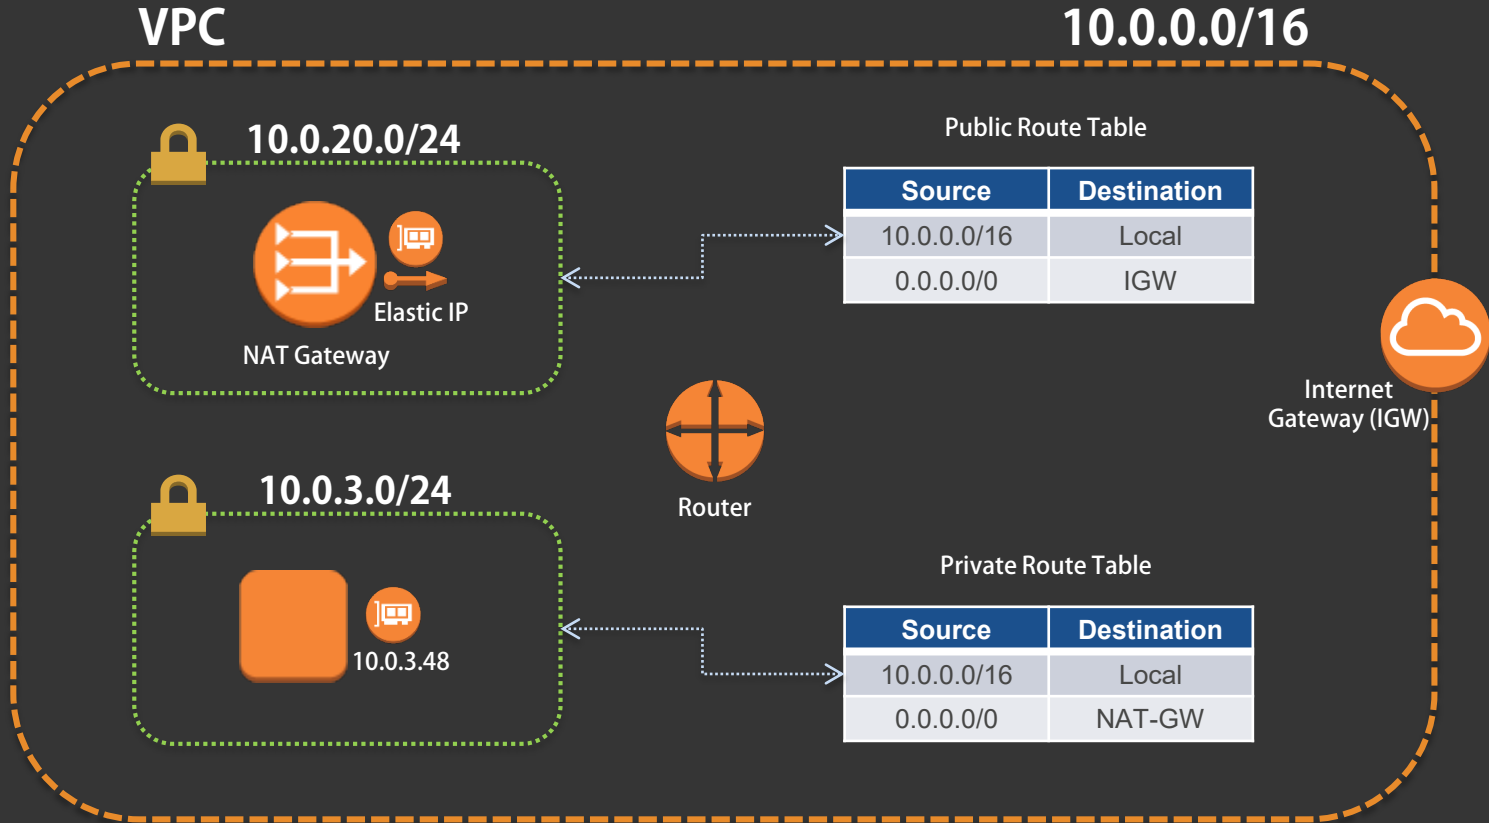 VPC
10.0.0.0/16
10.0.20.0/24
Elastic IP
NAT Gateway
Public Route Table
Source Destination
10.0.0.0/16 Local
0.0.0.0/0 IGW
Internet
Gateway (IGW)
Router
10.0.3.0/24
10.0.3.48
Private Route Table
Source Destination
10.0.0.0/16 Local
0.0.0.0/0 NAT-GW